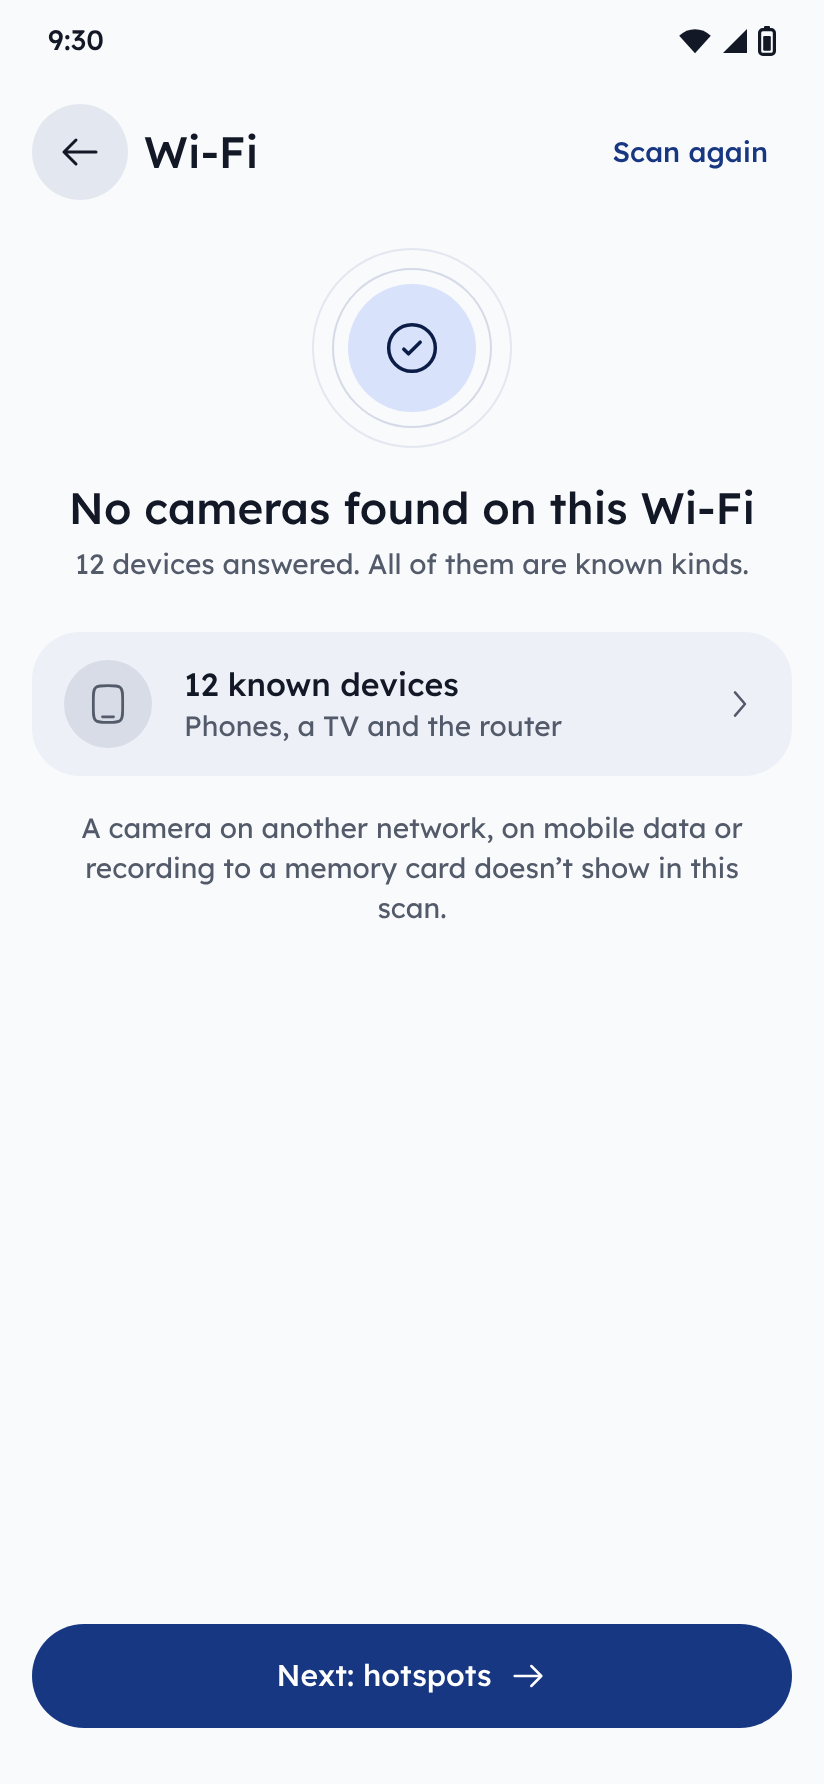 9:30
Wi-Fi
Scan again
No cameras found on this Wi-Fi
12 devices answered. All of them are known kinds.
12 known devices
Phones, a TV and the router
A camera on another network, on mobile data or
recording to a memory card doesn’t show in this
scan.
Next: hotspots